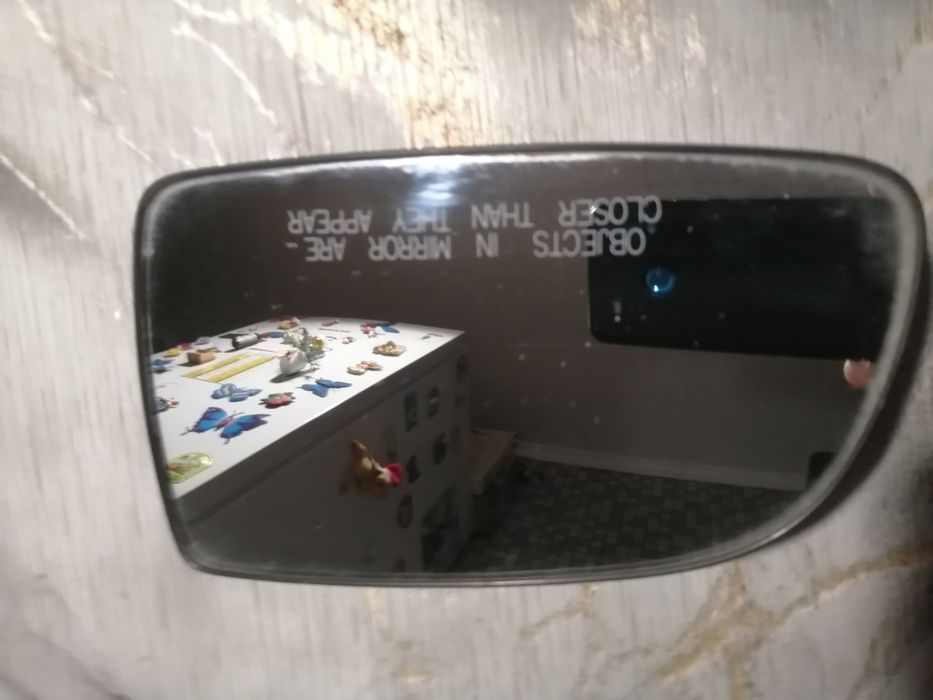 OBJECTS IN MIRROR ARE-
CLOSER THAN THEY APPEAR